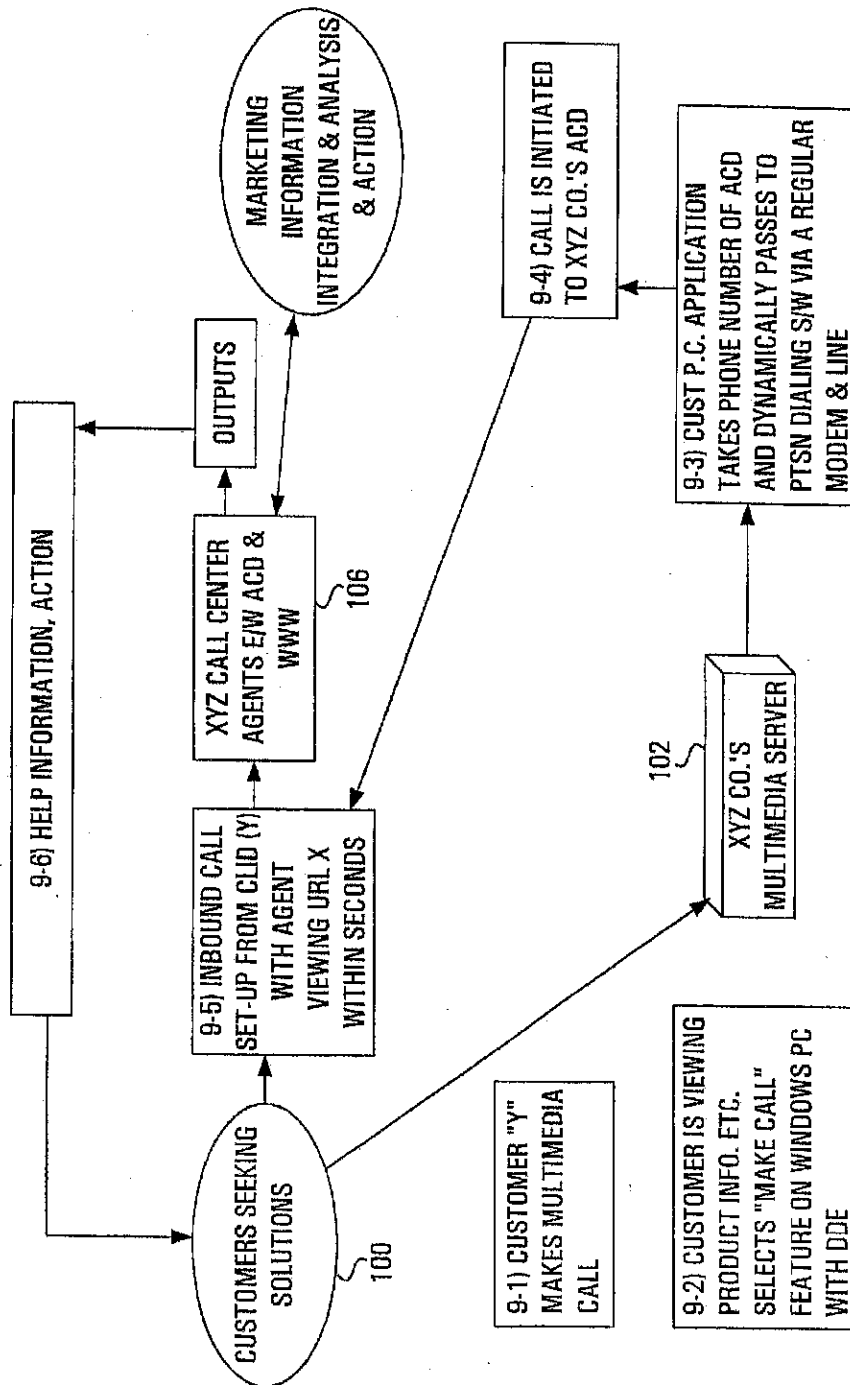 9-6) HELP INFORMATION, ACTION
CUSTOMERS SEEKING
SOLUTIONS
100
9-5) INBOUND CALL
SET-UP FROM CLID (Y)
WITH AGENT
VIEWING URL X
WITHIN SECONDS
XYZ CALL CENTER
AGENTS E/W ACD &
WWW
106
OUTPUTS
MARKETING
INFORMATION
INTEGRATION & ANALYSIS
& ACTION
9-1) CUSTOMER "Y"
MAKES MULTIMEDIA
CALL
9-2) CUSTOMER IS VIEWING
PRODUCT INFO. ETC.
SELECTS "MAKE CALL"
FEATURE ON WINDOWS PC
WITH DDE
102
XYZ CO.'S
MULTIMEDIA SERVER
9-4) CALL IS INITIATED
TO XYZ CO.'S ACD
9-3) CUST P.C. APPLICATION
TAKES PHONE NUMBER OF ACD
AND DYNAMICALLY PASSES TO
PTSN DIALING S/W VIA A REGULAR
MODEM & LINE